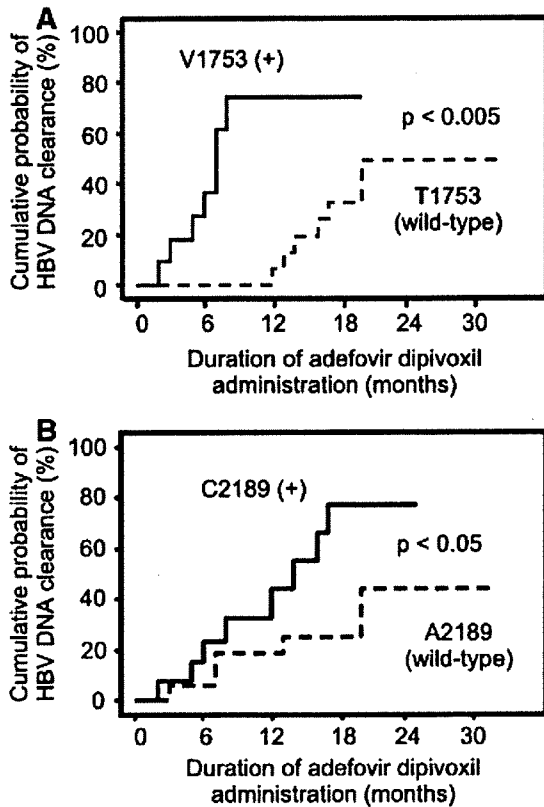 A
Cumulative probability of
HBV DNA clearance (%)
100
80
60
40
20
0
V1753 (+)
p < 0.005
T1753
(wild-type)
0 6 12 18 24 30
Duration of adefovir dipivoxil
administration (months)
B
Cumulative probability of
HBV DNA clearance (%)
100
80
60
40
20
0
C2189 (+)
p < 0.05
A2189
(wild-type)
0 6 12 18 24 30
Duration of adefovir dipivoxil
administration (months)